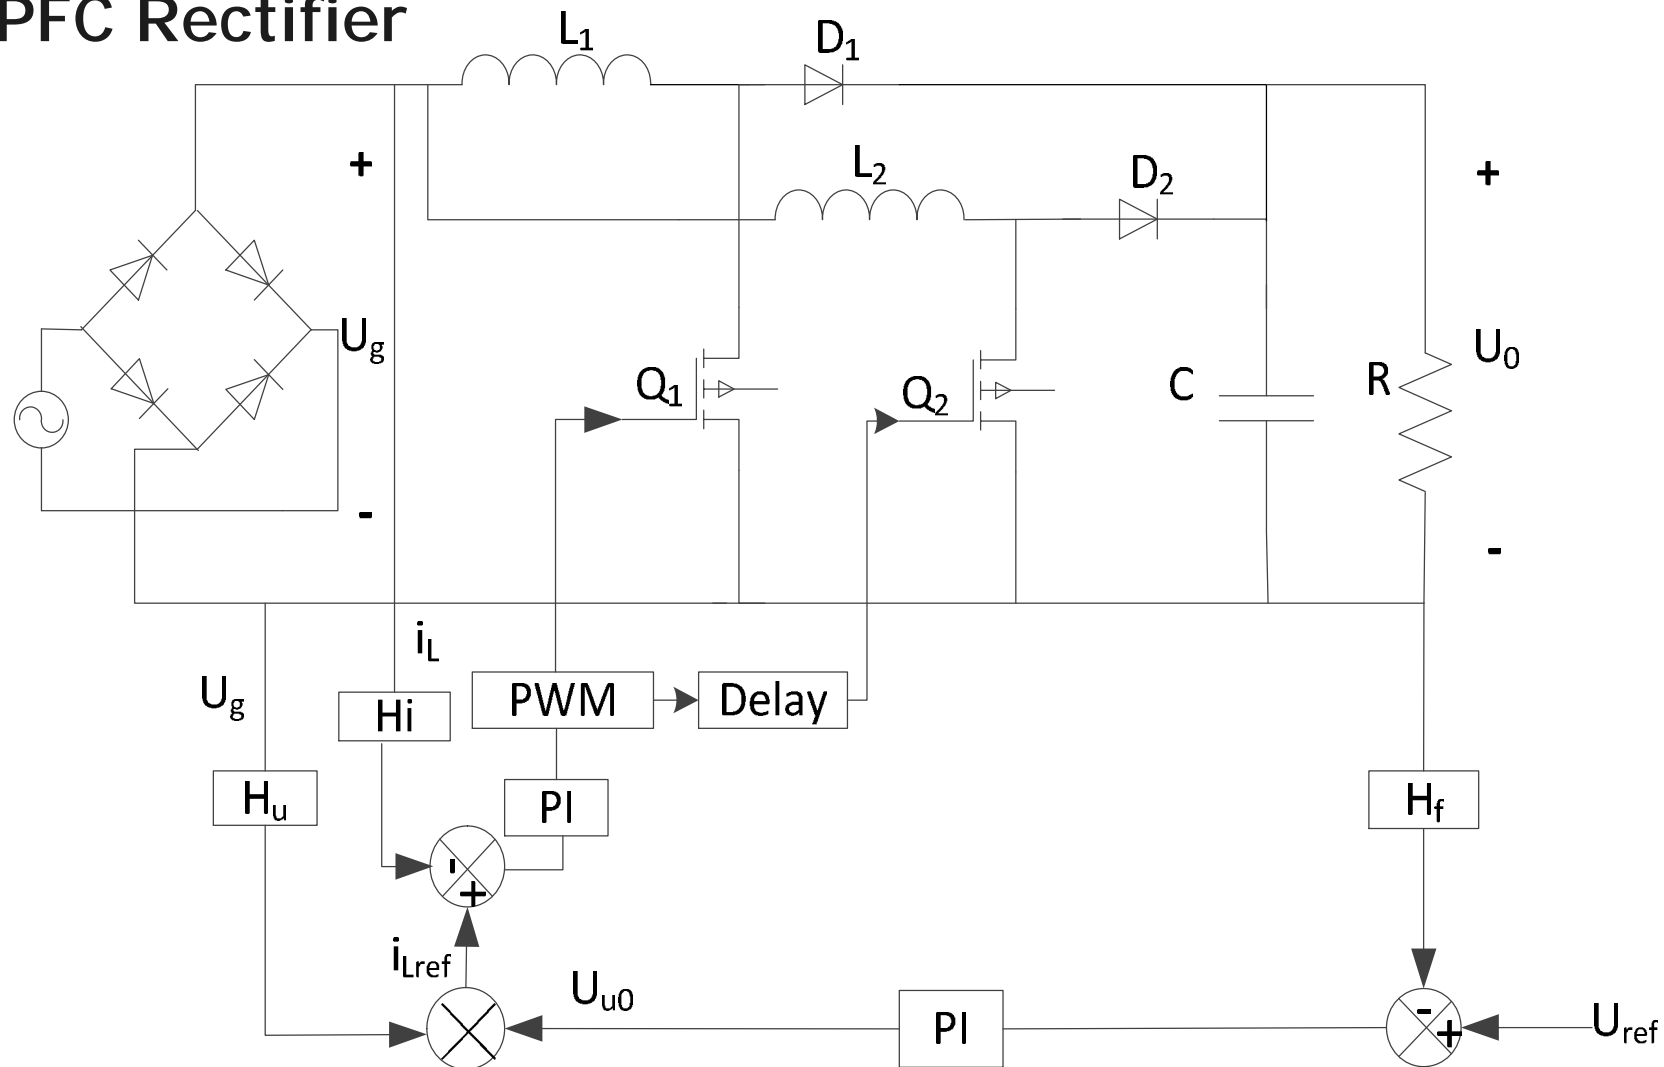 PFC Rectifier
L1
D1
+
L2
D2
+
Ug
Q1
Q2
C
R
U0
-
-
iL
Ug
Hi
PWM
Delay
Hu
PI
Hf
-
+
iLref
Uu0
PI
-
+
Uref